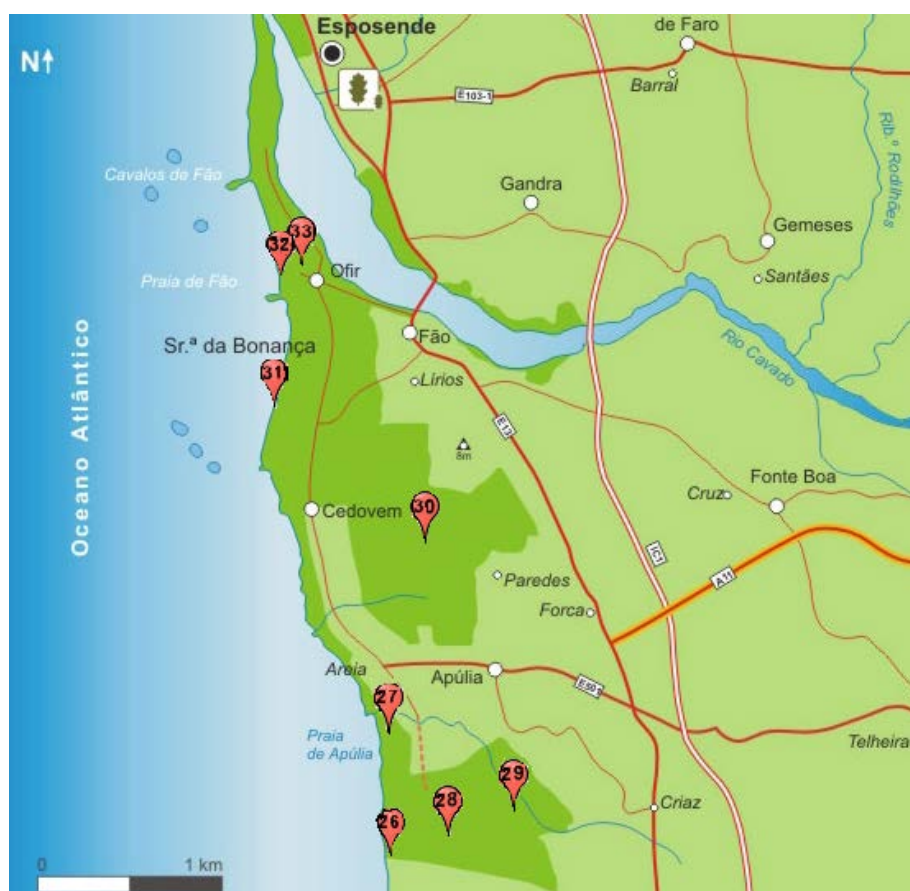 Esposende
de Faro
N↑
Barral
E103-1
Rib.º Rodilhões
Cavalos de Fão
Gandra
33
32
Gemeses
Ofir
Santães
Praia de Fão
Fão
Rio Cavado
Sr.ª da Bonança
31
Lírios
Oceano Atlântico
E13
8m
Fonte Boa
Cruz
30
Cedovem
IC1
A11
Paredes
Forca
Areia
Apúlia
E501
27
Praia
de Apúlia
Telheira
29
28
26
Criaz
0 1 km